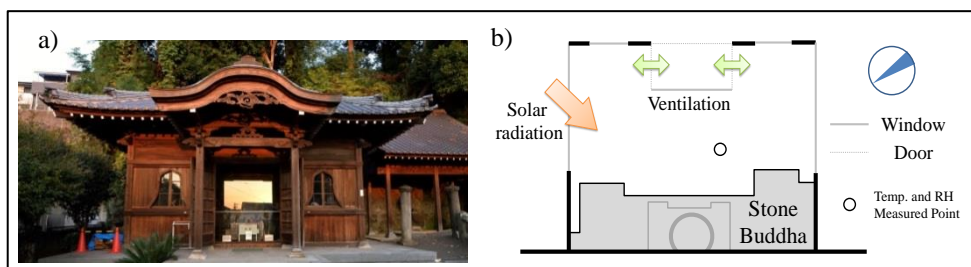 a)
b)
Solar
radiation
Ventilation
Window
Door
Temp. and RH
Measured Point
Stone
Buddha